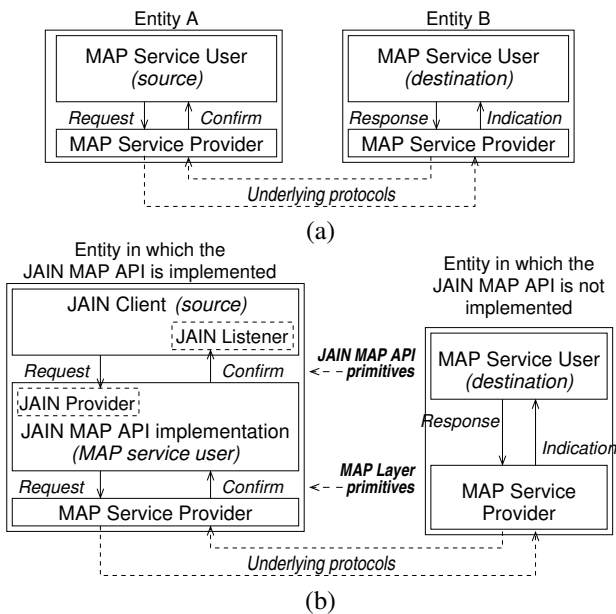 Entity A
Entity B
MAP Service User
(source)
MAP Service User
(destination)
Request
Confirm
Response
Indication
MAP Service Provider
MAP Service Provider
Underlying protocols
(a)
Entity in which the
JAIN MAP API is implemented
Entity in which the
JAIN MAP API is not
implemented
JAIN Client (source)
JAIN Listener
Request
Confirm
JAIN MAP API
primitives
MAP Service User
(destination)
JAIN Provider
JAIN MAP API implementation
(MAP service user)
Response
Indication
Request
Confirm
MAP Layer
primitives
MAP Service Provider
MAP Service
Provider
Underlying protocols
(b)